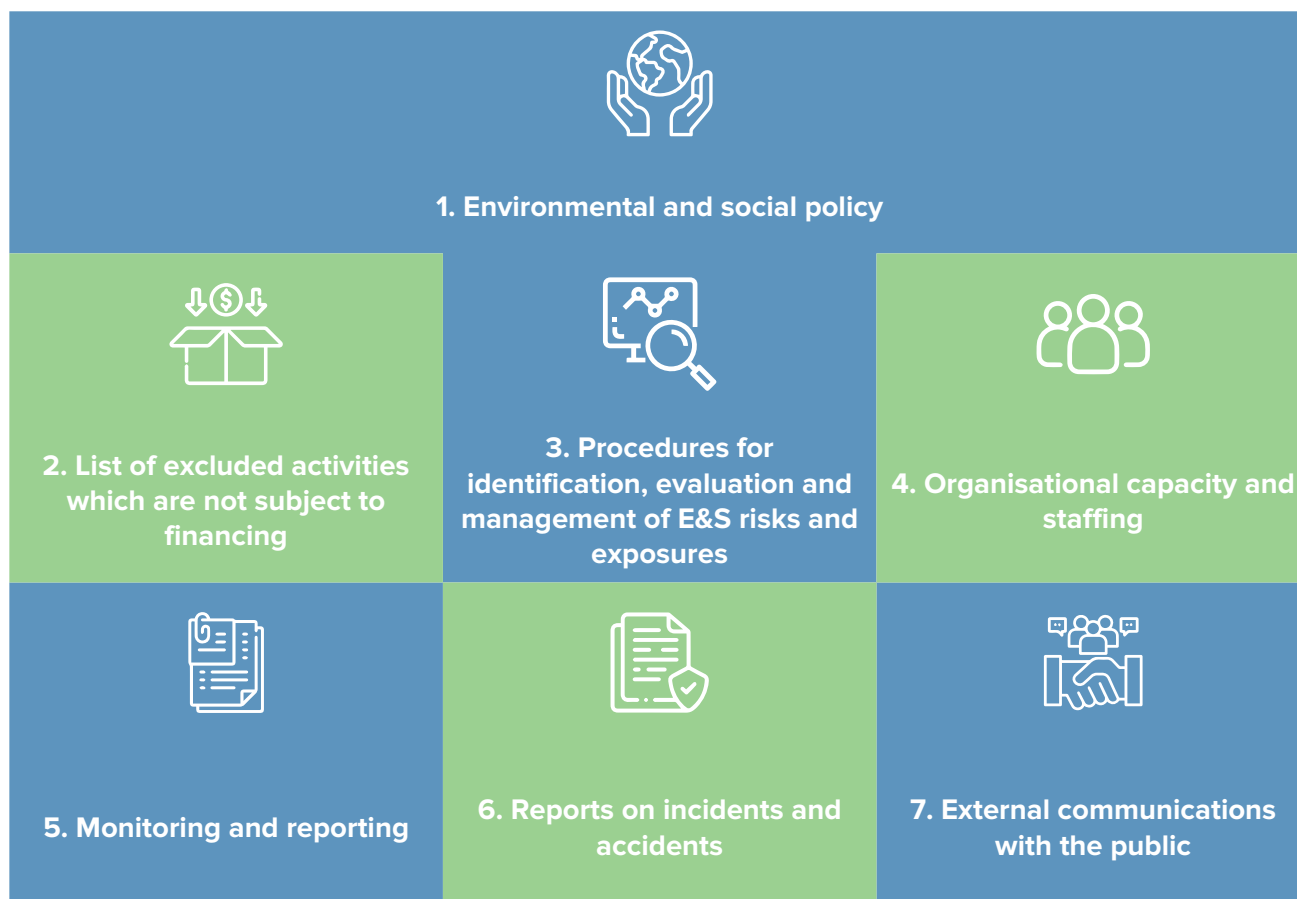 1. Environmental and social policy
2. List of excluded activities
which are not subject to
financing
3. Procedures for
identification, evaluation and
management of E&S risks and
exposures
4. Organisational capacity and
staffing
5. Monitoring and reporting
6. Reports on incidents and
accidents
7. External communications
with the public